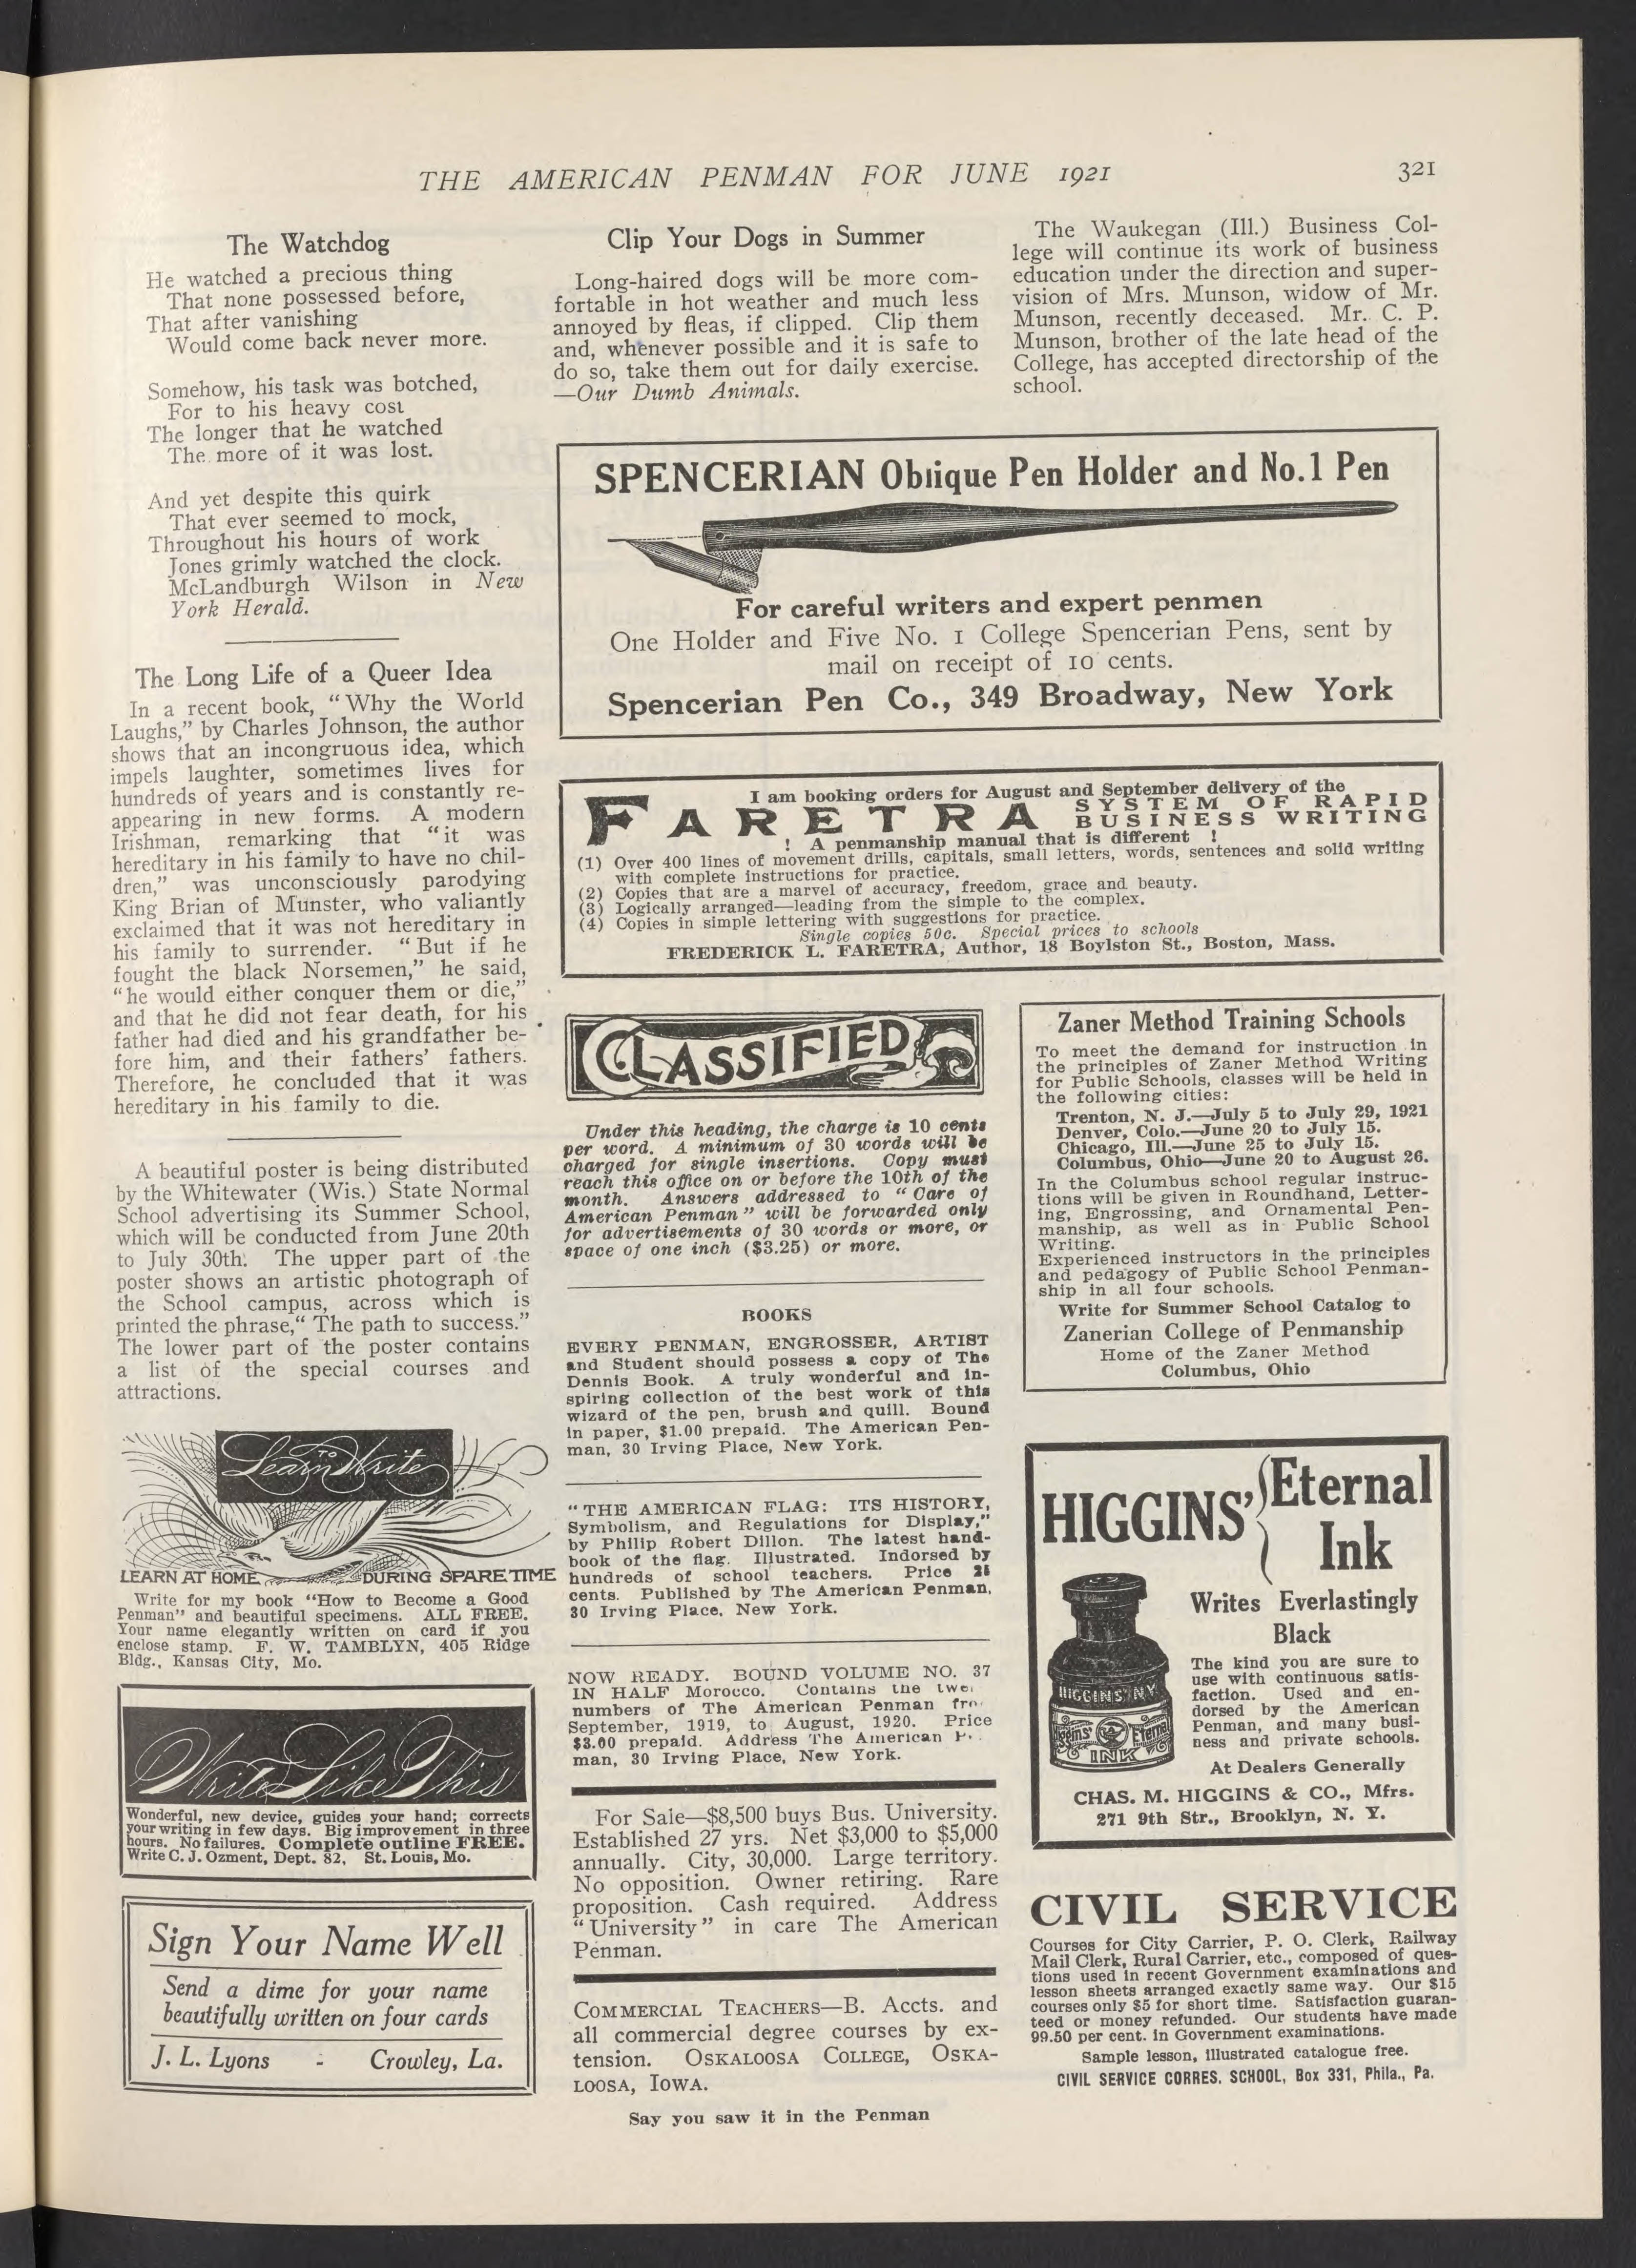 THE AMERICAN PENMAN FOR JUNE 1921
321
The Watchdog
He watched a precious thing
That none possessed before,
That after vanishing
Would come back never more.
Somehow, his task was botched,
For to his heavy cost
The longer that he watched
The more of it was lost.
And yet despite this quirk
That ever seemed to mock,
Throughout his hours of work
Jones grimly watched the clock.
McLandburgh Wilson in New
York Herald.
The Long Life of a Queer Idea
In a recent book, “Why the World
Laughs,” by Charles Johnson, the author
shows that an incongruous idea, which
impels laughter, sometimes lives for
hundreds of years and is constantly re-
appearing in new forms. A modern
Irishman, remarking that “it was
hereditary in his family to have no chil-
dren,” was unconsciously parodying
King Brian of Munster, who valiantly
exclaimed that it was not hereditary in
his family to surrender. “But if he
fought the black Norsemen,” he said,
“he would either conquer them or die,”
and that he did not fear death, for his
father had died and his grandfather be-
fore him, and their fathers’ fathers.
Therefore, he concluded that it was
hereditary in his family to die.
A beautiful poster is being distributed
by the Whitewater (Wis.) State Normal
School advertising its Summer School,
which will be conducted from June 20th
to July 30th. The upper part of the
poster shows an artistic photograph of
the School campus, across which is
printed the phrase,“ The path to success.”
The lower part of the poster contains
a list of the special courses and
attractions.
Learn TO Write
LEARN AT HOME DURING SPARE TIME
Write for my book “How to Become a Good
Penman” and beautiful specimens. ALL FREE.
Your name elegantly written on card if you
enclose stamp. F. W. TAMBLYN, 405 Ridge
Bldg., Kansas City, Mo.
Write Like This
Wonderful, new device, guides your hand; corrects
your writing in few days. Big improvement in three
hours. No failures. Complete outline FREE.
Write C. J. Ozment, Dept. 82, St. Louis, Mo.
Sign Your Name Well
Send a dime for your name
beautifully written on four cards
J. L. Lyons - Crowley, La.
Clip Your Dogs in Summer
Long-haired dogs will be more com-
fortable in hot weather and much less
annoyed by fleas, if clipped. Clip them
and, whenever possible and it is safe to
do so, take them out for daily exercise.
—Our Dumb Animals.
The Waukegan (Ill.) Business Col-
lege will continue its work of business
education under the direction and super-
vision of Mrs. Munson, widow of Mr.
Munson, recently deceased. Mr. C. P.
Munson, brother of the late head of the
College, has accepted directorship of the
school.
SPENCERIAN Oblique Pen Holder and No. 1 Pen
For careful writers and expert penmen
One Holder and Five No. 1 College Spencerian Pens, sent by
mail on receipt of 10 cents.
Spencerian Pen Co., 349 Broadway, New York
I am booking orders for August and September delivery of the
FARETRA SYSTEM OF RAPID
BUSINESS WRITING
! A penmanship manual that is different !
(1) Over 400 lines of movement drills, capitals, small letters, words, sentences and solid writing
with complete instructions for practice.
(2) Copies that are a marvel of accuracy, freedom, grace and beauty.
(3) Logically arranged—leading from the simple to the complex.
(4) Copies in simple lettering with suggestions for practice.
Single copies 50c. Special prices to schools
FREDERICK L. FARETRA, Author, 18 Boylston St., Boston, Mass.
CLASSIFIED
Under this heading, the charge is 10 cents
per word. A minimum of 30 words will be
charged for single insertions. Copy must
reach this office on or before the 10th of the
month. Answers addressed to “Care of
American Penman” will be forwarded only
for advertisements of 30 words or more, or
space of one inch ($3.25) or more.
BOOKS
EVERY PENMAN, ENGROSSER, ARTIST
and Student should possess a copy of The
Dennis Book. A truly wonderful and in-
spiring collection of the best work of this
wizard of the pen, brush and quill. Bound
in paper, $1.00 prepaid. The American Pen-
man, 30 Irving Place, New York.
“THE AMERICAN FLAG: ITS HISTORY,
Symbolism, and Regulations for Display,”
by Philip Robert Dillon. The latest hand-
book of the flag. Illustrated. Indorsed by
hundreds of school teachers. Price 25
cents. Published by The American Penman,
30 Irving Place, New York.
NOW READY. BOUND VOLUME NO. 37
IN HALF Morocco. Contains the
numbers of The American Penman
September, 1919, to August, 1920. Price
$3.00 prepaid. Address The American
man, 30 Irving Place, New York.
For Sale—$8,500 buys Bus. University.
Established 27 yrs. Net $3,000 to $5,000
annually. City, 30,000. Large territory.
No opposition. Owner retiring. Rare
proposition. Cash required. Address
“University” in care The American
Penman.
COMMERCIAL TEACHERS—B. Accts. and
all commercial degree courses by ex-
tension. OSKALOOSA COLLEGE, OSKA-
LOOSA, IOWA.
Zaner Method Training Schools
To meet the demand for instruction in
the principles of Zaner Method Writing
for Public Schools, classes will be held in
the following cities:
Trenton, N. J.—July 5 to July 29, 1921
Denver, Colo.—June 20 to July 15.
Chicago, Ill.—June 25 to July 15.
Columbus, Ohio—June 20 to August 26.
In the Columbus school regular instruc-
tions will be given in Roundhand, Letter-
ing, Engrossing, and Ornamental Pen-
manship, as well as in Public School
Writing.
Experienced instructors in the principles
and pedagogy of Public School Penman-
ship in all four schools.
Write for Summer School Catalog to
Zanerian College of Penmanship
Home of the Zaner Method
Columbus, Ohio
HIGGINS’ Eternal
Ink
HIGGINS' N.Y.
Higgins' Eternal
INK
Writes Everlastingly
Black
The kind you are sure to
use with continuous satis-
faction. Used and en-
dorsed by the American
Penman, and many busi-
ness and private schools.
At Dealers Generally
CHAS. M. HIGGINS & CO., Mfrs.
271 9th Str., Brooklyn, N. Y.
CIVIL SERVICE
Courses for City Carrier, P. O. Clerk, Railway
Mail Clerk, Rural Carrier, etc., composed of ques-
tions used in recent Government examinations and
lesson sheets arranged exactly same way. Our $15
courses only $5 for short time. Satisfaction guaran-
teed or money refunded. Our students have made
99.50 per cent. in Government examinations.
Sample lesson, illustrated catalogue free.
CIVIL SERVICE CORRES. SCHOOL, Box 331, Phila., Pa.
Say you saw it in the Penman